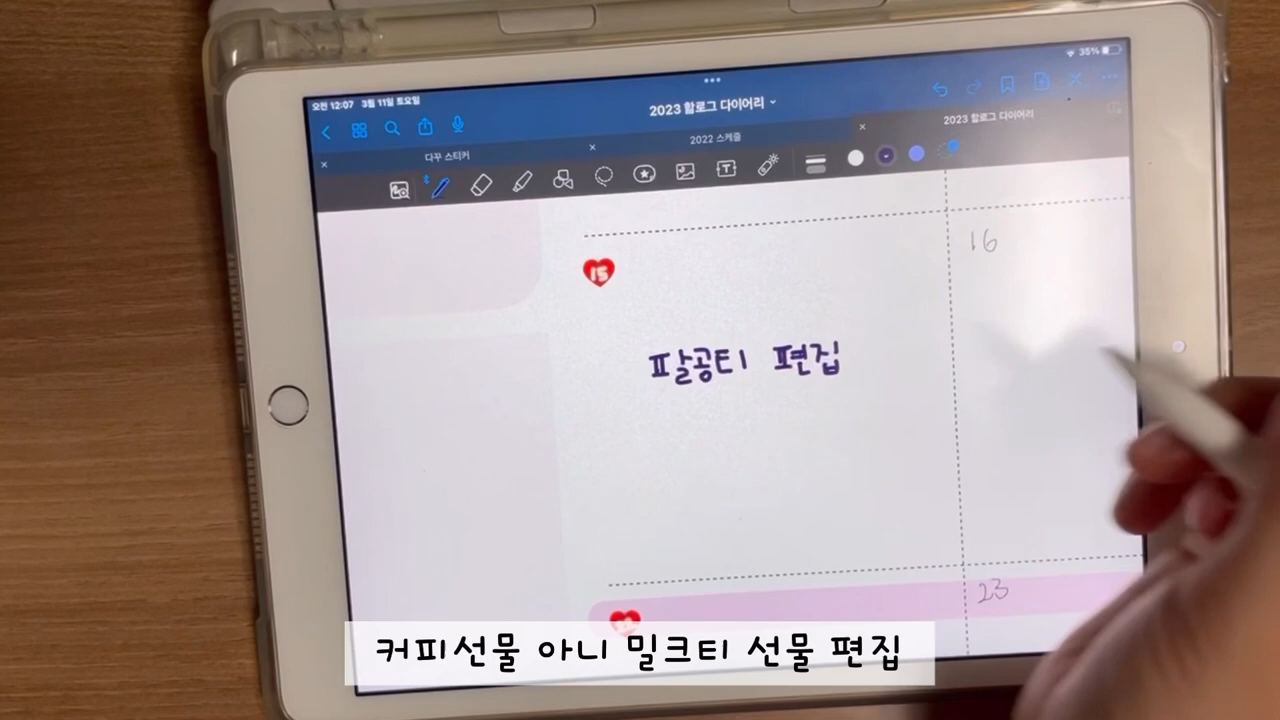 오전 12:07 3월 11일 토요일
35%
2023 할로그 다이어리
다꾸 스티커
2022 스케줄
2023 할로그 다이어리
15
16
팔공티 편집
23
커피선물 아니 밀크티 선물 편집